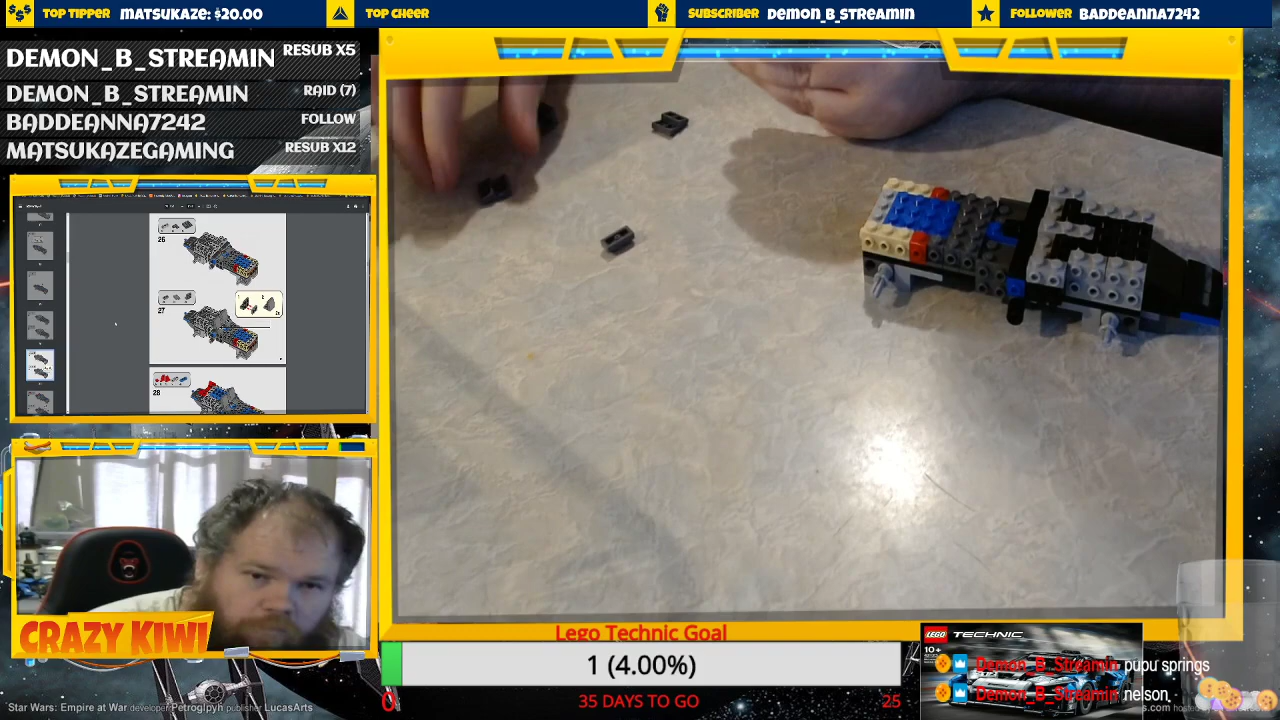 TOP TIPPER MATSUKAZE: $20.00
TOP CHEER
SUBSCRIBER DEMON_B_STREAMIN
FOLLOWER BADDEANNA7242
DEMON_B_STREAMIN RESUB X5
DEMON_B_STREAMIN RAID (7)
BADDEANNA7242 FOLLOW
MATSUKAZEGAMING RESUB X12
26
27
28
CRAZY KIWI
Lego Technic Goal
1 (4.00%)
0 35 DAYS TO GO 25
LEGO TECHNIC
10+
Demon_B_Streamin pupu springs
Demon_B_Streamin nelson
Star Wars: Empire at War developer Petroglyph publisher LucasArts